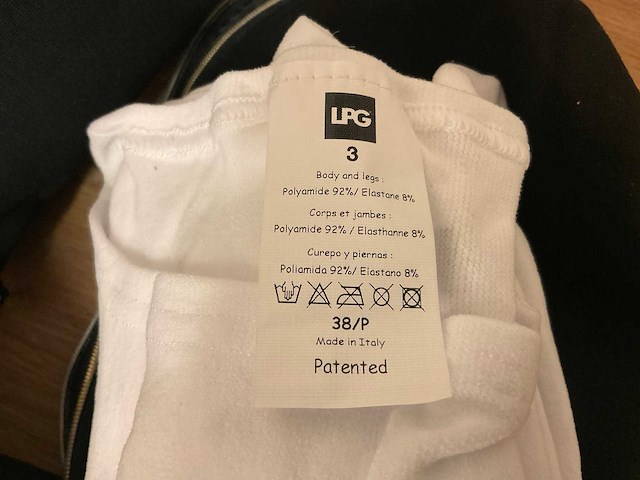 LPG
3
Body and legs :
Polyamide 92%/ Elastane 8%
Corps et jambes :
Polyamide 92% / Elasthanne 8%
Curepo y piernas :
Poliamida 92%/ Elastano 8%
38/P
Made in Italy
Patented